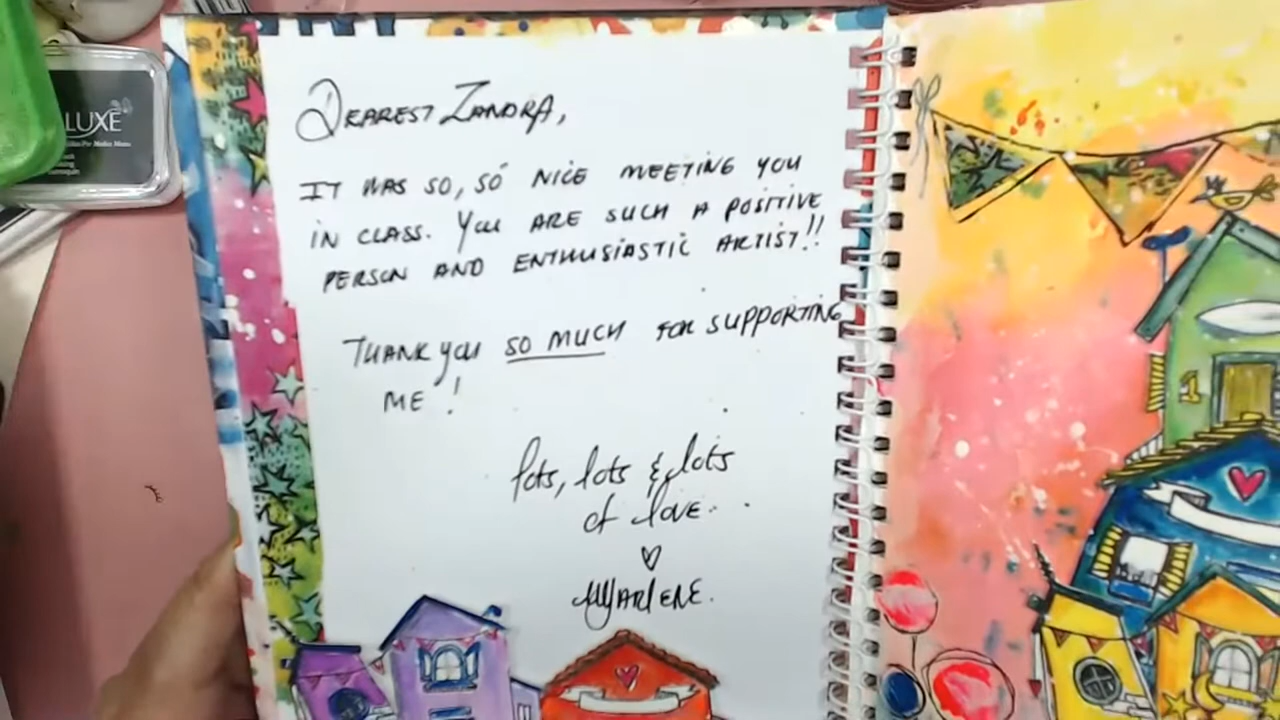 LUXE
DEAREST ZANDRA,
IT WAS SO, SO NICE MEETING YOU
IN CLASS. YOU ARE SUCH A POSITIVE
PERSON AND ENTHUSIASTIC ARTIST!!
THANK YOU SO MUCH FOR SUPPORTING
ME!
lots, lots & lots
of love.
♡
MARLENE.
1